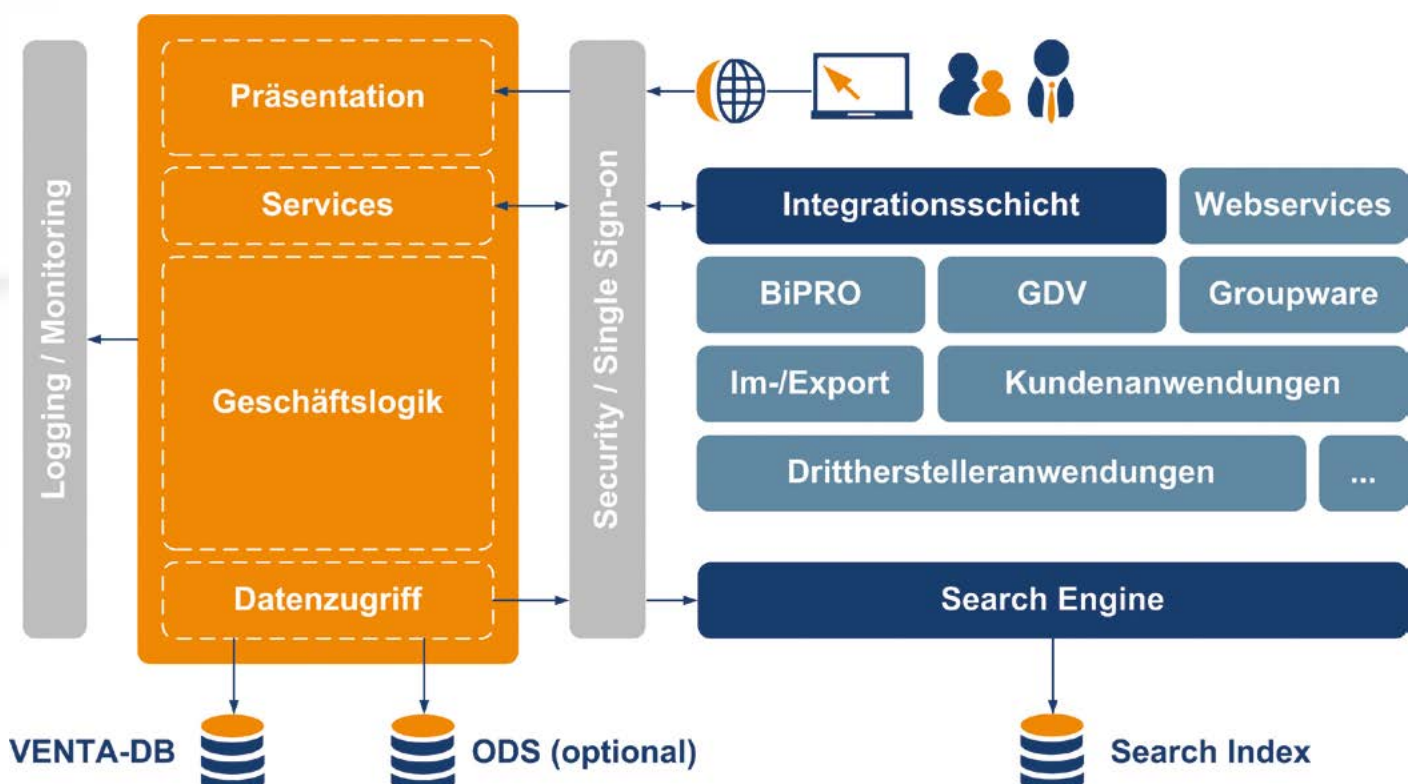 Logging / Monitoring
Präsentation
Services
Geschäftslogik
Datenzugriff
Security / Single Sign-on
Integrationsschicht
Webservices
BiPRO
GDV
Groupware
Im-/Export
Kundenanwendungen
Drittherstelleranwendungen
...
Search Engine
VENTA-DB
ODS (optional)
Search Index